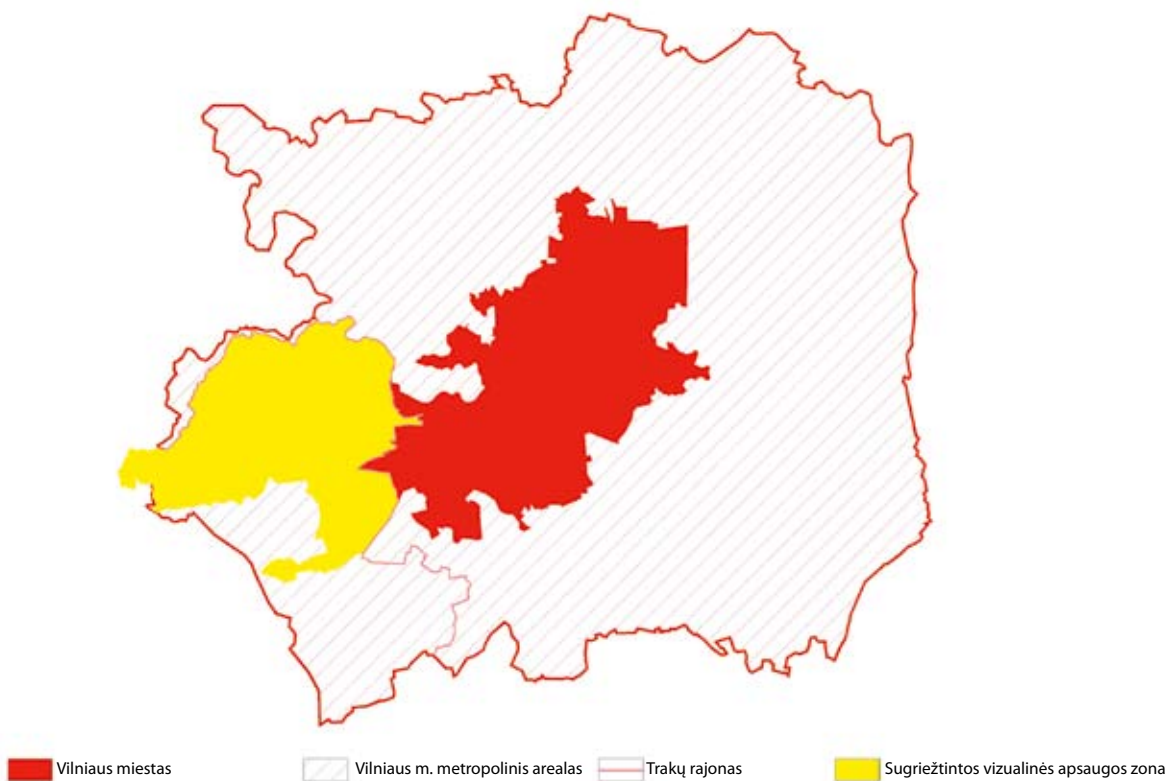 Vilniaus miestas
Vilniaus m. metropolinis arealas
Trakų rajonas
Sugriežtintos vizualinės apsaugos zona